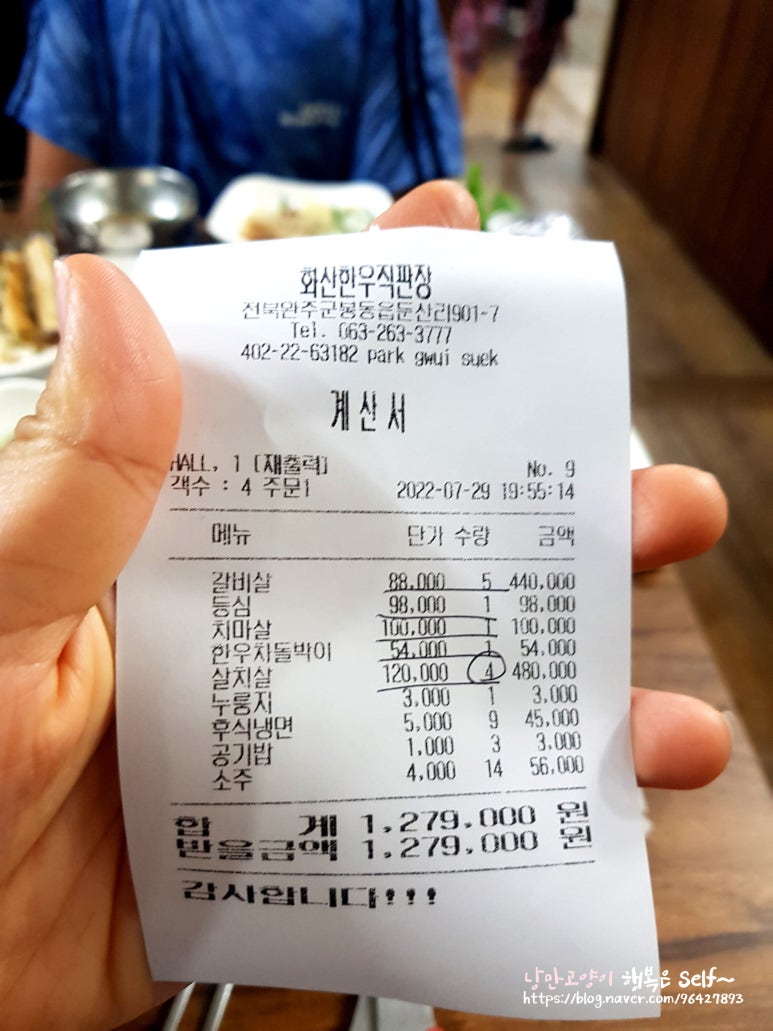 화산한우직판장
전북완주군봉동읍둔산리901-7
Tel. 063-263-3777
402-22-63182 park gwui suek
계산서
HALL, 1 [재출력] No. 9
객수 : 4 주문1 2022-07-29 19:55:14
메뉴 단가 수량 금액
갈비살 88,000 5 440,000
등심 98,000 1 98,000
치마살 100,000 1 100,000
한우차돌박이 54,000 1 54,000
살치살 120,000 4 480,000
누룽지 3,000 1 3,000
후식냉면 5,000 9 45,000
공기밥 1,000 3 3,000
소주 4,000 14 56,000
합 계 1,279,000 원
받을금액 1,279,000 원
감사합니다!!!
낭만고양이 행복은 Self~
https://blog.naver.com/96427893